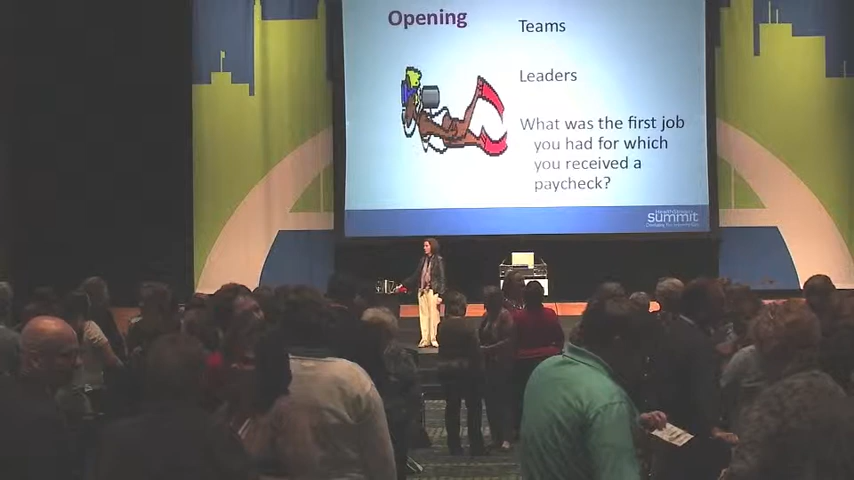 Opening
Teams
Leaders
What was the first job
you had for which
you received a
paycheck?
summit